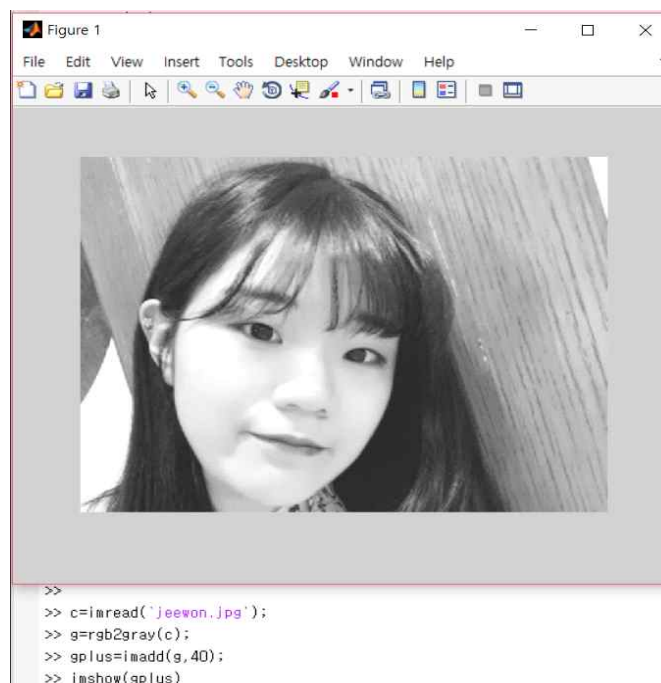 Figure 1
File Edit View Insert Tools Desktop Window Help
>>
>> c=imread('jeewon.jpg');
>> g=rgb2gray(c);
>> gplus=imadd(g,40);
>> imshow(gplus)